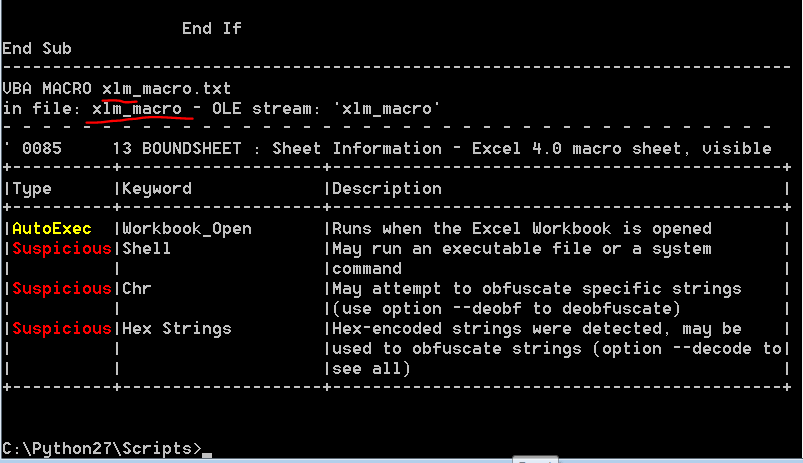 End If
End Sub
-------------------------------------------------------------------------------
VBA MACRO xlm_macro.txt
in file: xlm_macro - OLE stream: 'xlm_macro'
- - - - - - - - - - - - - - - - - - - - - - - - - - - - - - - - - - - - - - -
' 0085     13 BOUNDSHEET : Sheet Information - Excel 4.0 macro sheet, visible
+----------+--------------------+---------------------------------------------+
|Type      |Keyword             |Description                                  |
+----------+--------------------+---------------------------------------------+
|AutoExec  |Workbook_Open       |Runs when the Excel Workbook is opened       |
|Suspicious|Shell               |May run an executable file or a system       |
|          |                    |command                                      |
|Suspicious|Chr                 |May attempt to obfuscate specific strings    |
|          |                    |(use option --deobf to deobfuscate)          |
|Suspicious|Hex Strings         |Hex-encoded strings were detected, may be    |
|          |                    |used to obfuscate strings (option --decode to|
|          |                    |see all)                                     |
+----------+--------------------+---------------------------------------------+
C:\Python27\Scripts>_